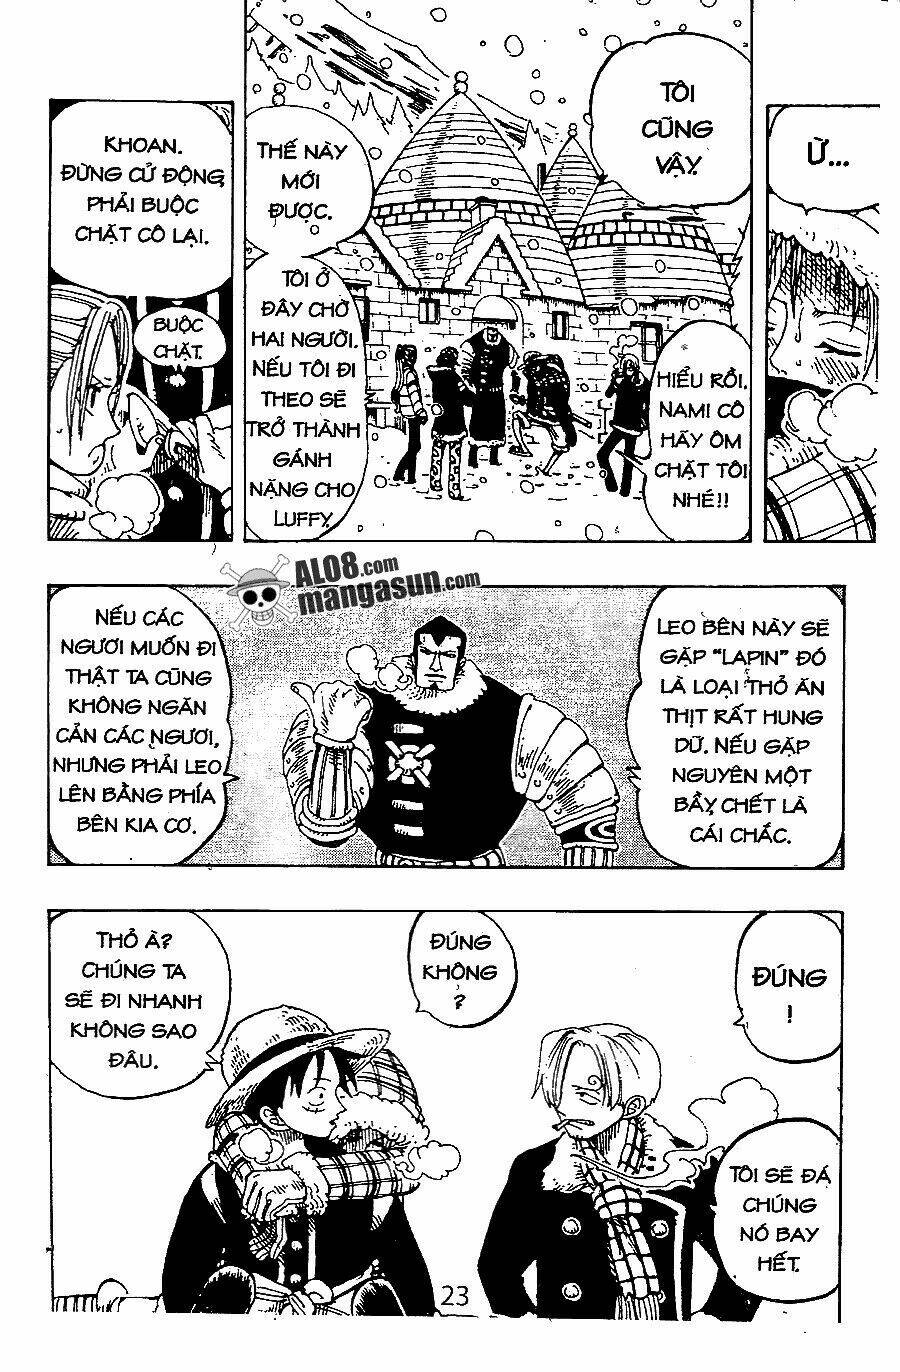 KHOAN.
ĐỪNG CỬ ĐỘNG,
PHẢI BUỘC
CHẶT CÔ LẠI.
BUỘC
CHẶT.
THẾ NÀY
MỚI
ĐƯỢC.
TÔI Ở
ĐÂY CHỜ
HAI NGƯỜI.
NẾU TÔI ĐI
THEO SẼ
TRỞ THÀNH
GÁNH
NẶNG CHO
LUFFY.
TÔI
CŨNG
VẬY.
HIỂU RỒI,
NAMI CÔ
HÃY ÔM
CHẶT TÔI
NHÉ!!
Ừ...
ALO8.com
mangasun.com
NẾU CÁC
NGƯƠI MUỐN ĐI
THẬT TA CŨNG
KHÔNG NGĂN
CẢN CÁC NGƯƠI,
NHƯNG PHẢI LEO
LÊN BẰNG PHÍA
BÊN KIA CƠ.
LEO BÊN NÀY SẼ
GẶP "LAPIN" ĐÓ
LÀ LOẠI THỎ ĂN
THỊT RẤT HUNG
DỮ. NẾU GẶP
NGUYÊN MỘT
BẦY, CHẾT LÀ
CÁI CHẮC.
THỎ À?
CHÚNG TA
SẼ ĐI NHANH
KHÔNG SAO
ĐÂU.
ĐÚNG
KHÔNG
?
ĐÚNG
!
TÔI SẼ ĐÁ
CHÚNG
NÓ BAY
HẾT.
23